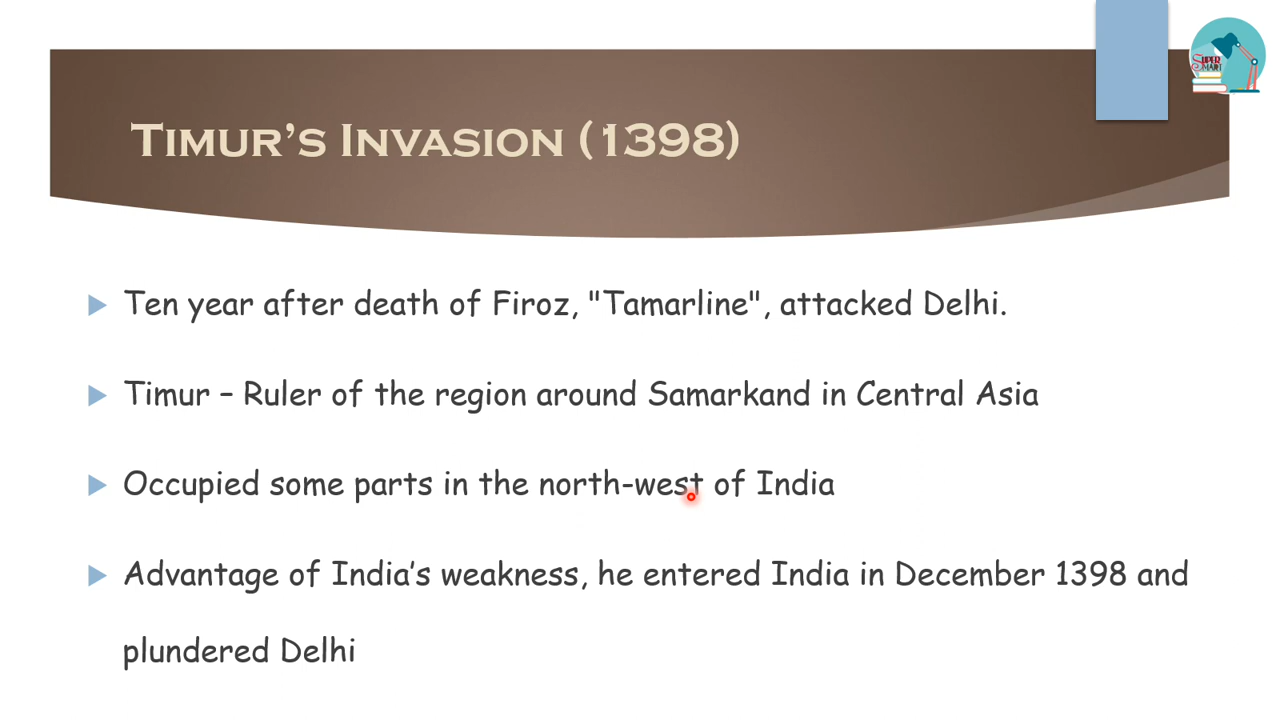 SUPER
SMART
TIMUR'S INVASION (1398)
Ten year after death of Firoz, "Tamarline", attacked Delhi.
Timur – Ruler of the region around Samarkand in Central Asia
Occupied some parts in the north-west of India
Advantage of India's weakness, he entered India in December 1398 and
plundered Delhi